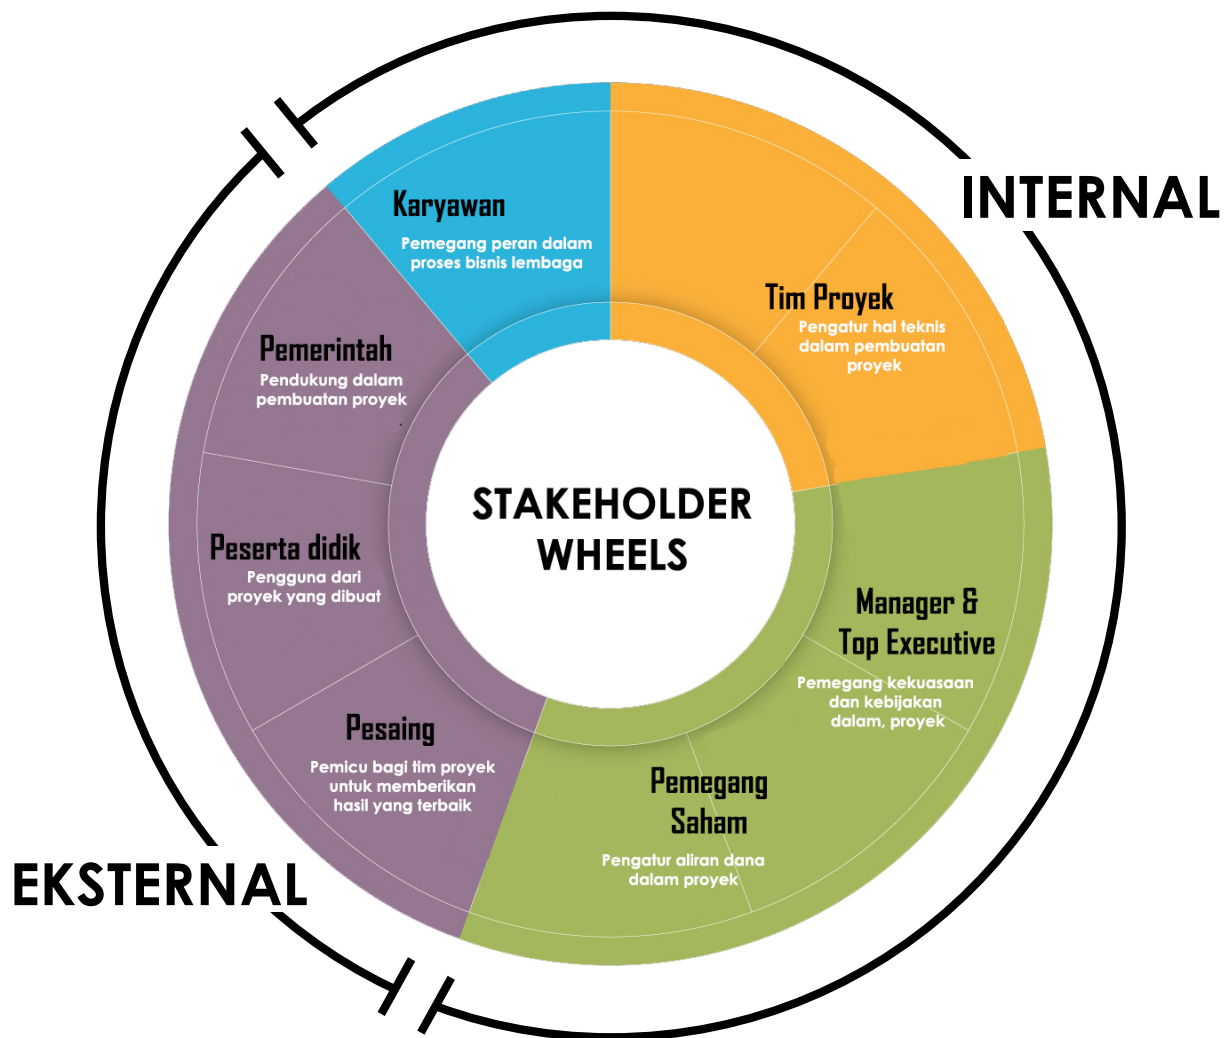 INTERNAL
Karyawan
Pemegang peran dalam
proses bisnis lembaga
Tim Proyek
Pengatur hal teknis
dalam pembuatan
proyek
Pemerintah
Pendukung dalam
pembuatan proyek
STAKEHOLDER
WHEELS
Peserta didik
Pengguna dari
proyek yang dibuat
Manager &
Top Executive
Pemegang kekuasaan
dan kebijakan
dalam, proyek
Pesaing
Pemicu bagi tim proyek
untuk memberikan
hasil yang terbaik
Pemegang
Saham
Pengatur aliran dana
dalam proyek
EKSTERNAL